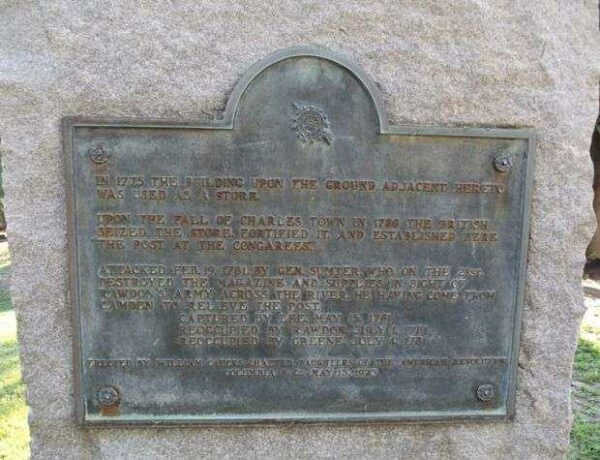 IN 1775 THE BUILDING UPON THE GROUND ADJACENT HERETO
WAS USED AS A STORE.
UPON THE FALL OF CHARLES TOWN IN 1780 THE BRITISH
SEIZED THE STORE, FORTIFIED IT AND ESTABLISHED HERE
"THE POST AT THE CONGAREES".
ATTACKED FEB. 19, 1781, BY GEN. SUMTER WHO ON THE 21ST
DESTROYED THE MAGAZINE AND SUPPLIES IN SIGHT OF
RAWDON'S ARMY ACROSS THE RIVER, HE HAVING COME FROM
CAMDEN TO RELIEVE THE POST.
CAPTURED BY LEE, MAY 15, 1781
REOCCUPIED BY RAWDON, JULY 1, 1781
REOCCUPIED BY GREENE, JULY 4, 1781
ERECTED BY WILLIAM CAPERS CHAPTER DAUGHTERS OF THE AMERICAN REVOLUTION
COLUMBIA, S. C. MAY 15,